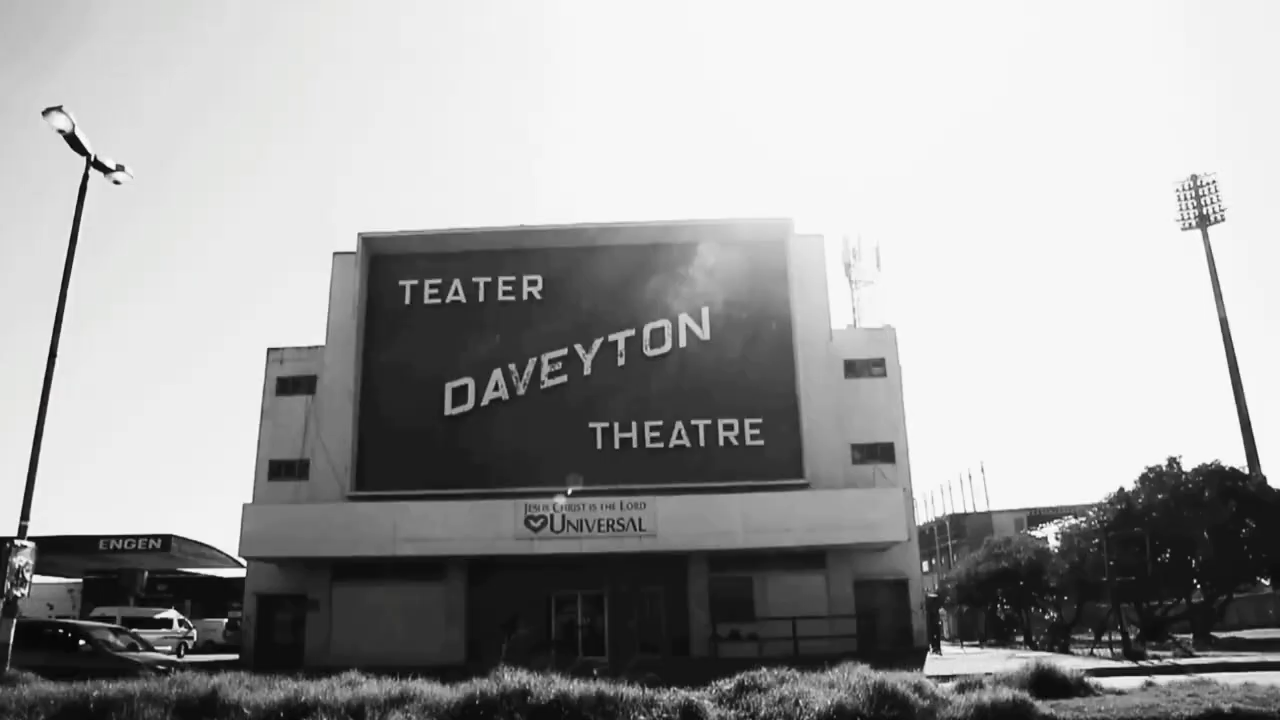 TEATER
DAVEYTON
THEATRE
JESUS CHRIST IS THE LORD
UNIVERSAL
ENGEN